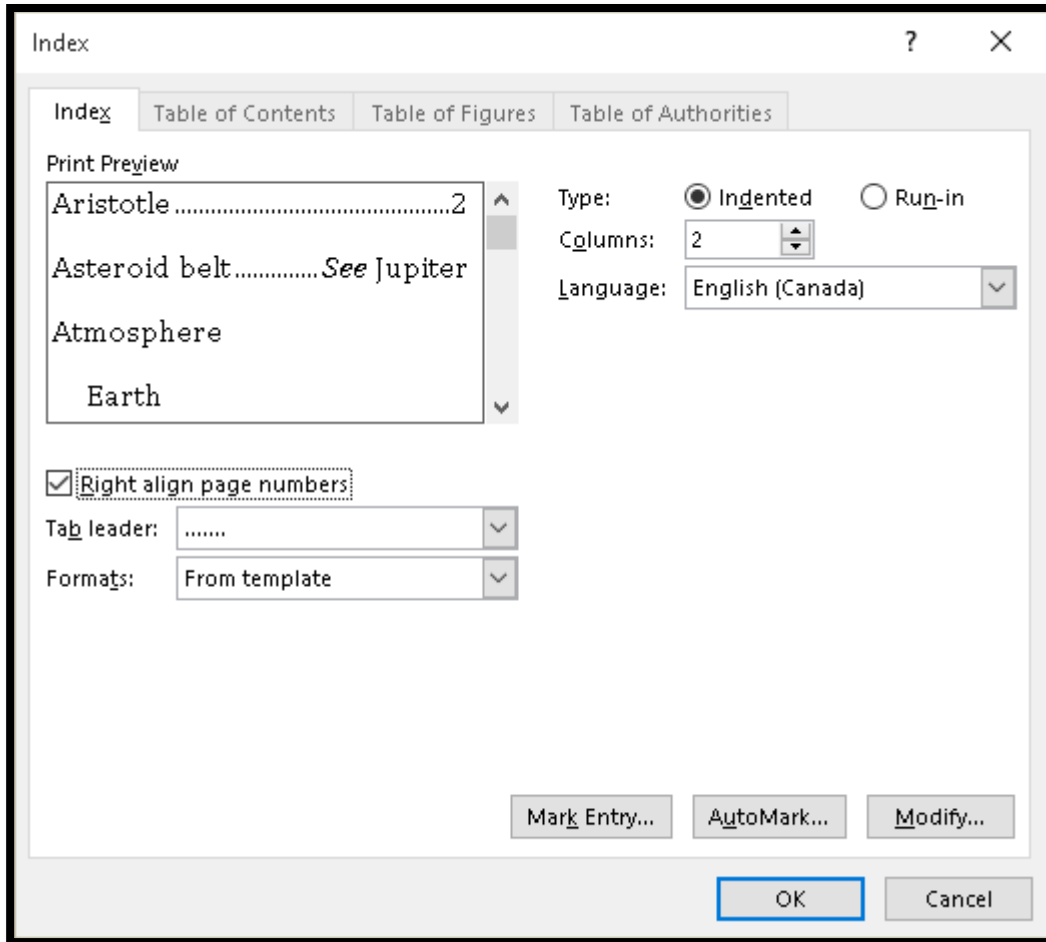 Index ?
Index Table of Contents Table of Figures Table of Authorities
Print Preview
Aristotle............................................2
Asteroid belt..............See Jupiter
Atmosphere
Earth
Type: Indented Run-in
Columns: 2
Language: English (Canada)
Right align page numbers
Tab leader: .......
Formats: From template
Mark Entry... AutoMark... Modify...
OK Cancel